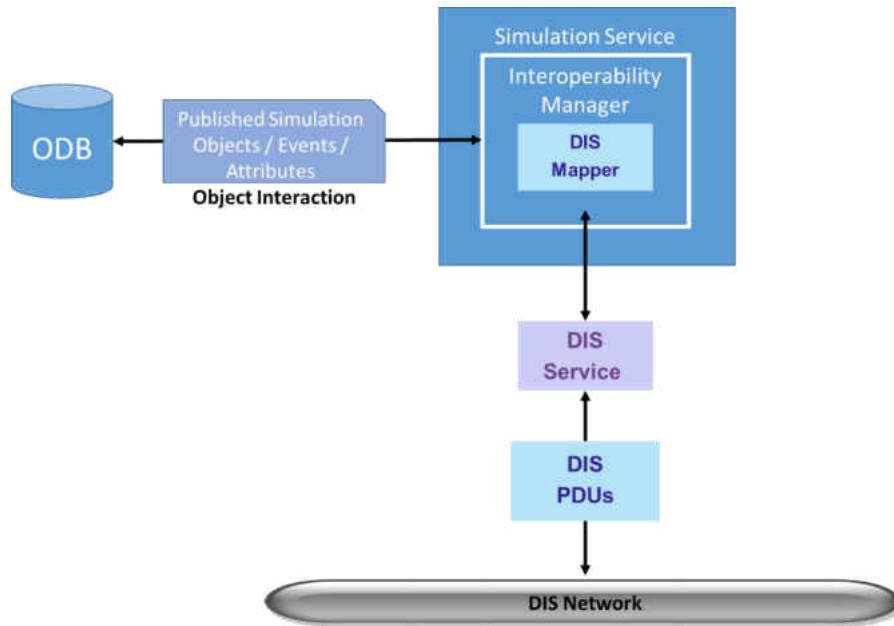 Simulation Service
Interoperability
Manager
DIS
Mapper
ODB
Published Simulation
Objects / Events /
Attributes
Object Interaction
DIS
Service
DIS
PDUs
DIS Network